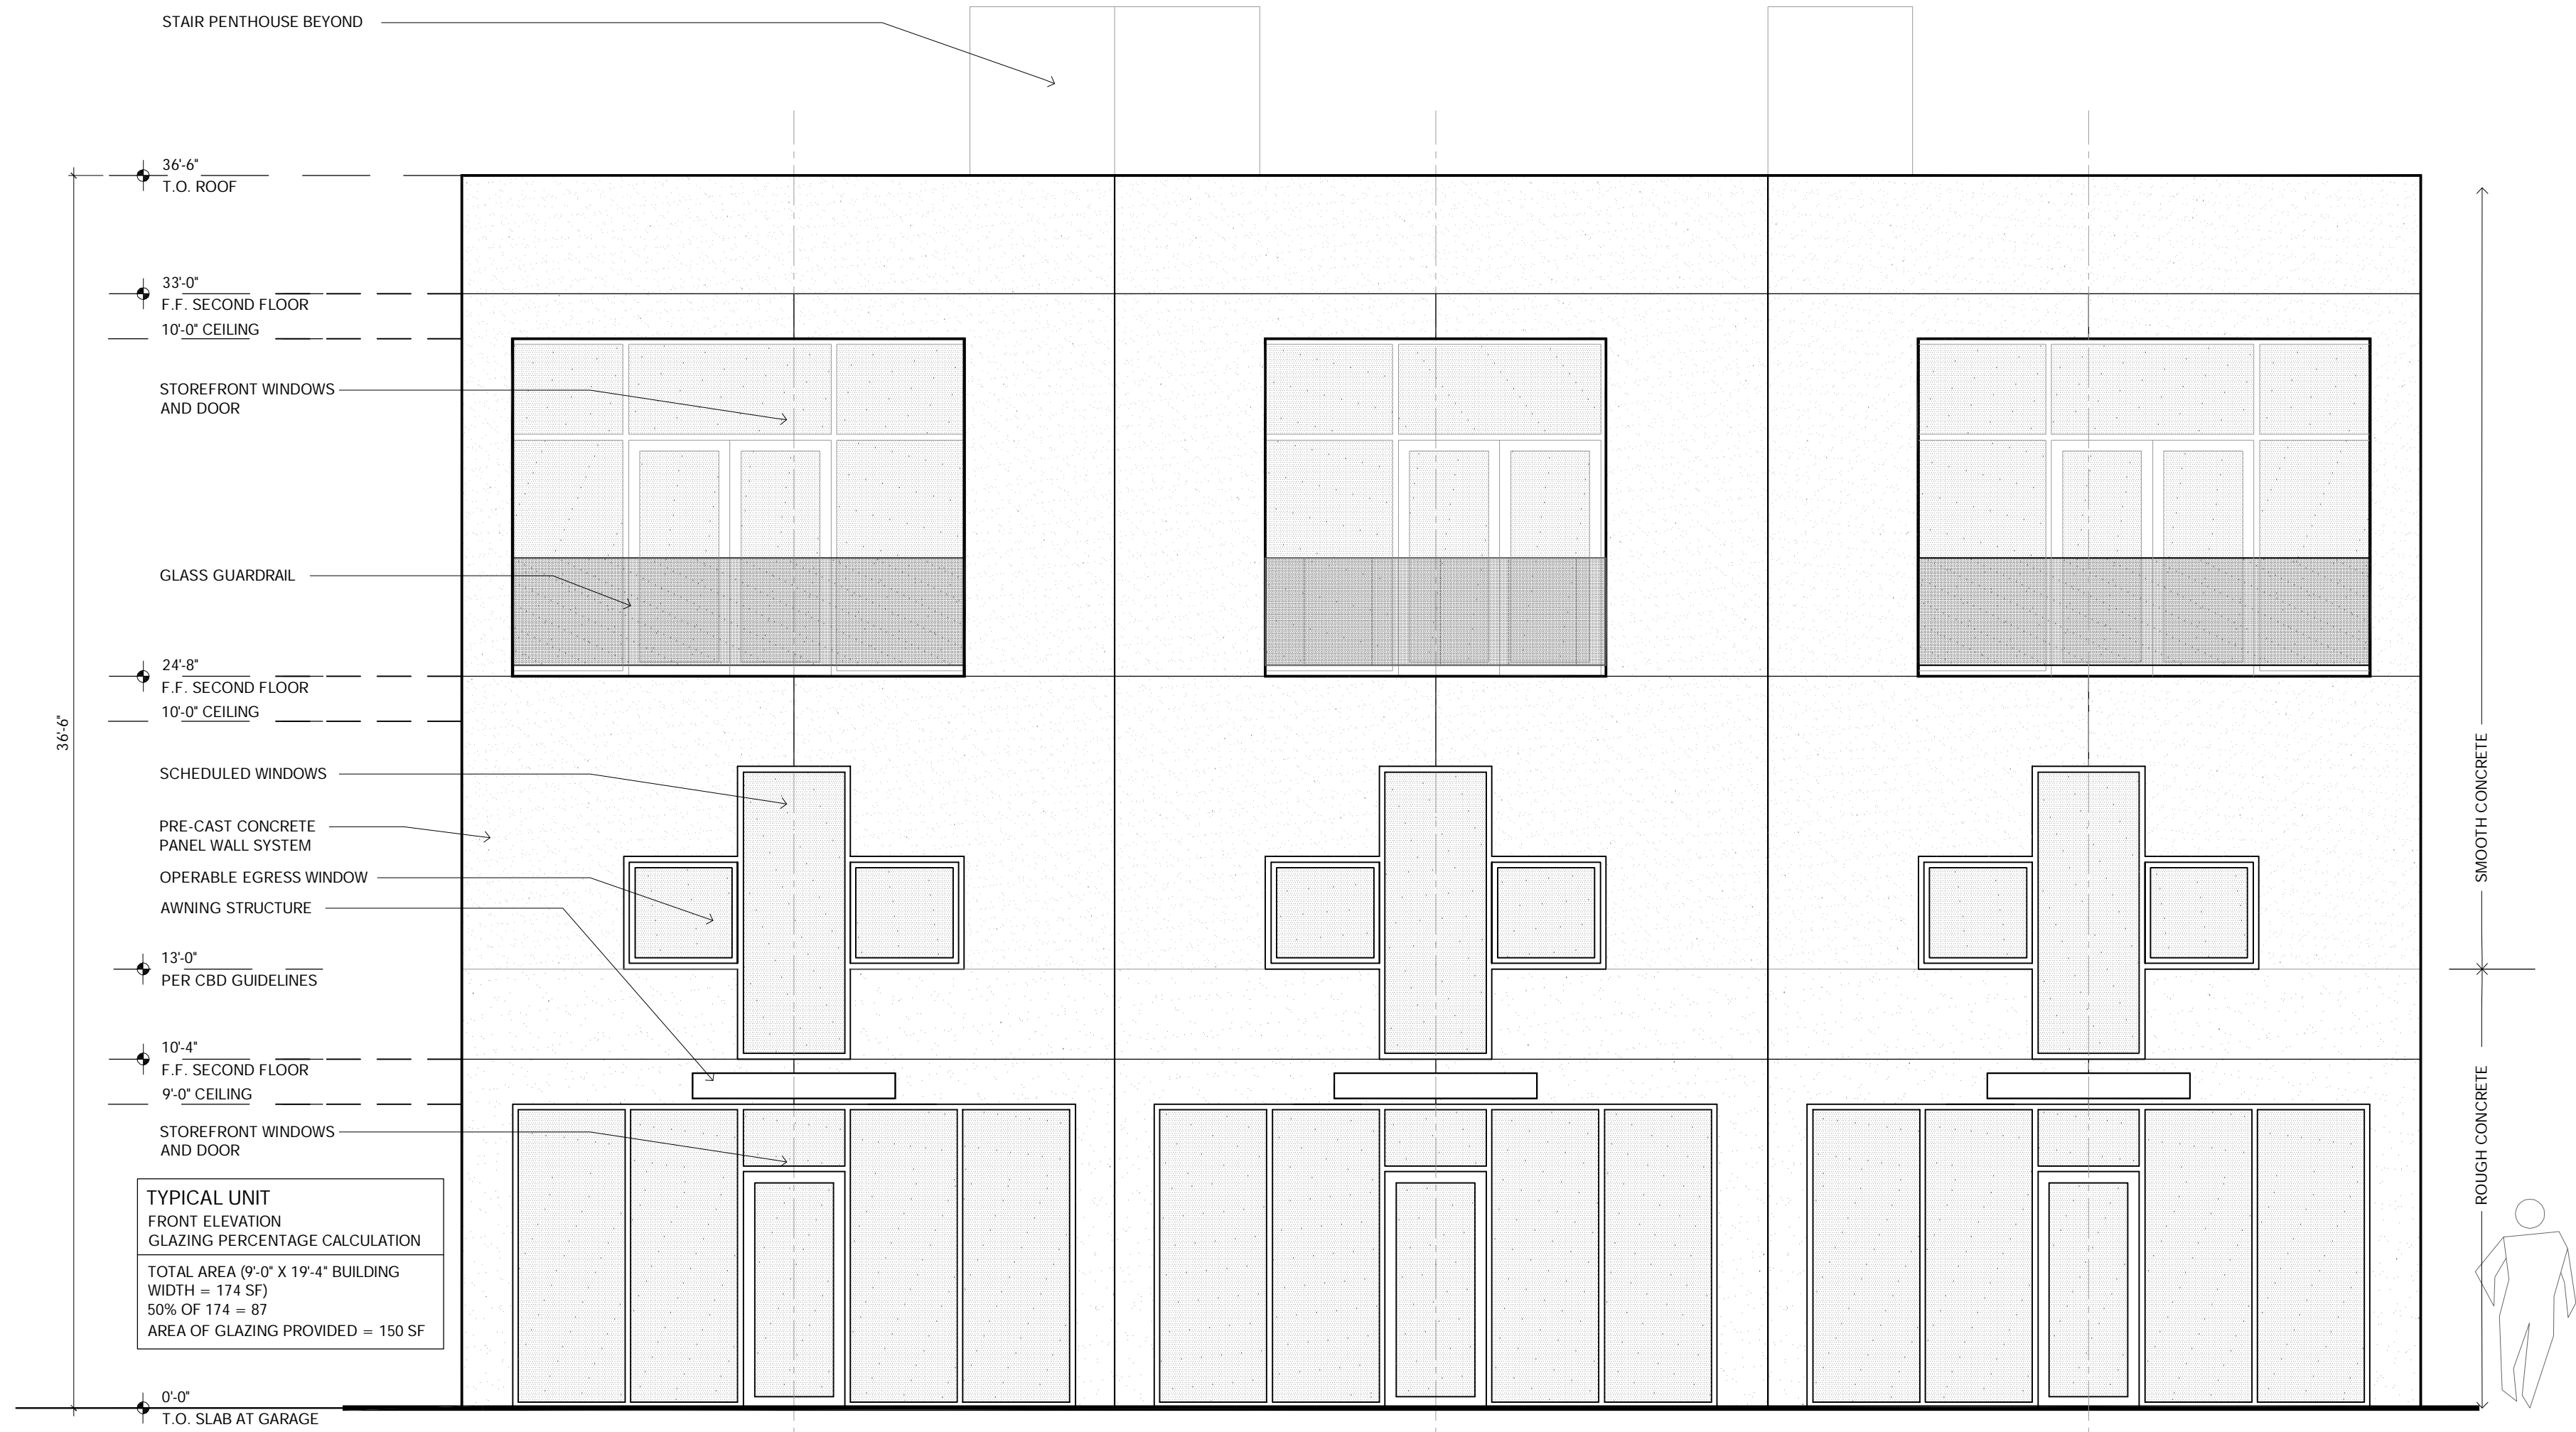 STAIR PENTHOUSE BEYOND
36'-6"
T.O. ROOF
33'-0"
F.F. SECOND FLOOR
10'-0" CEILING
STOREFRONT WINDOWS
AND DOOR
GLASS GUARDRAIL
24'-8"
F.F. SECOND FLOOR
10'-0" CEILING
36'-6"
SCHEDULED WINDOWS
PRE-CAST CONCRETE
PANEL WALL SYSTEM
OPERABLE EGRESS WINDOW
AWNING STRUCTURE
13'-0"
PER CBD GUIDELINES
10'-4"
F.F. SECOND FLOOR
9'-0" CEILING
STOREFRONT WINDOWS
AND DOOR
TYPICAL UNIT
FRONT ELEVATION
GLAZING PERCENTAGE CALCULATION
TOTAL AREA (9'-0" X 19'-4" BUILDING
WIDTH = 174 SF)
50% OF 174 = 87
AREA OF GLAZING PROVIDED = 150 SF
0'-0"
T.O. SLAB AT GARAGE
SMOOTH CONCRETE
ROUGH CONCRETE